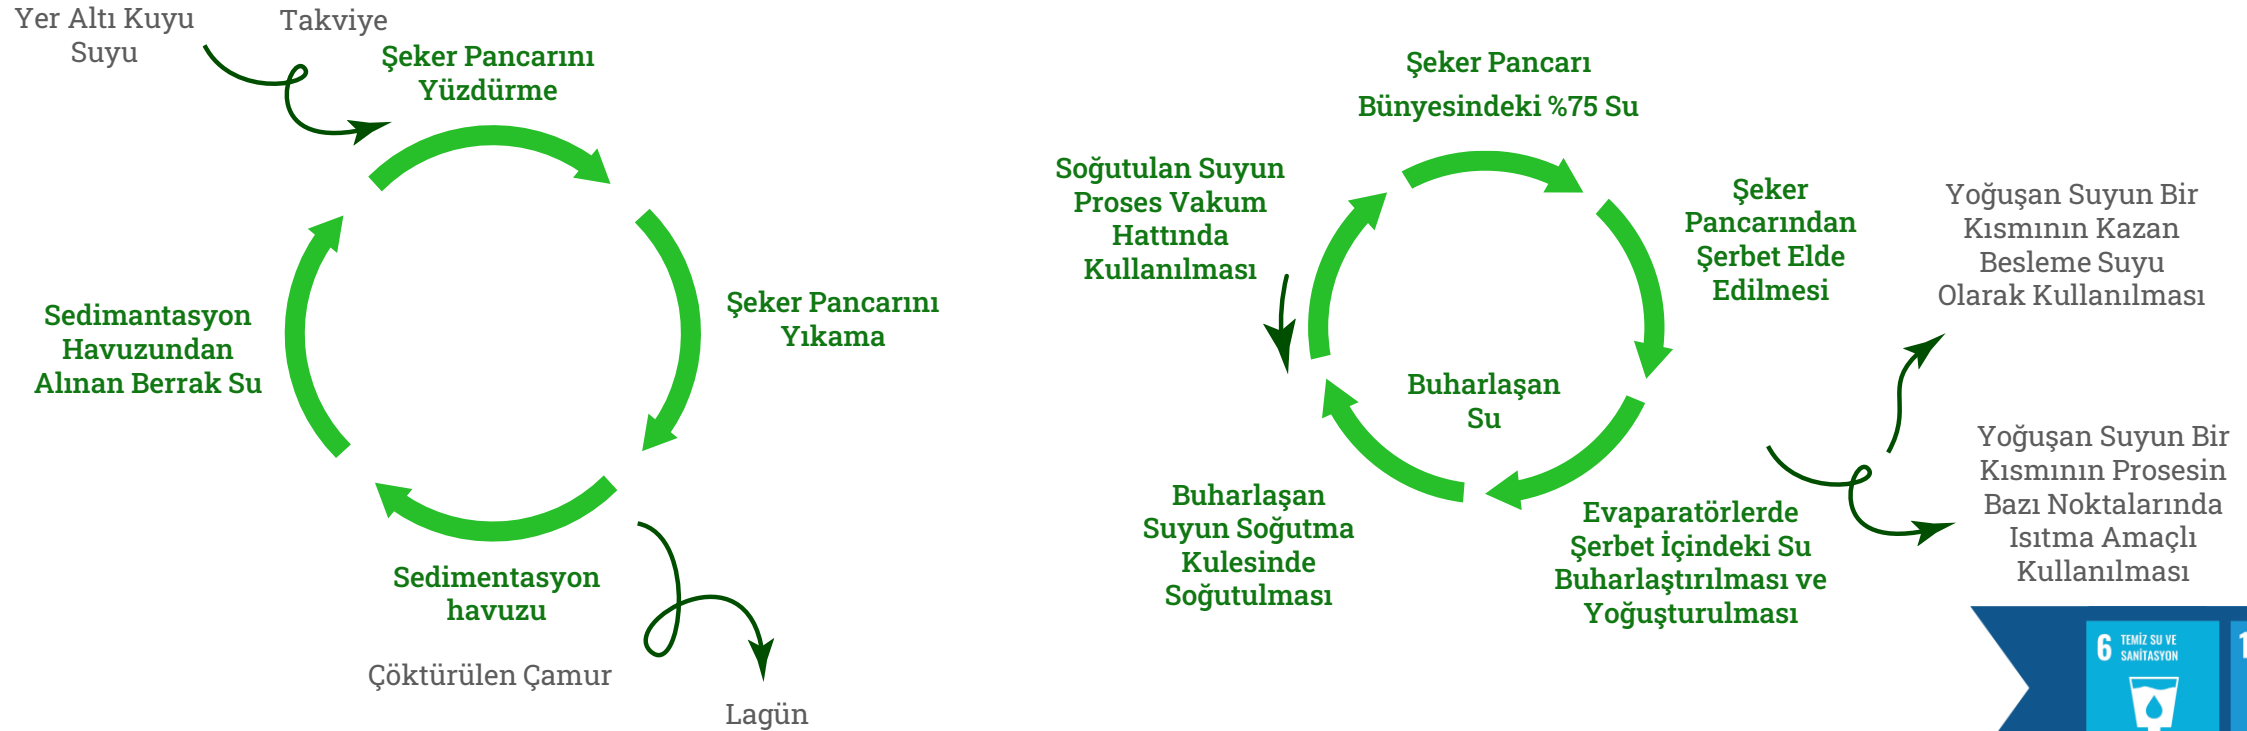 Yer Altı Kuyu
Suyu
Takviye
Şeker Pancarını
Yüzdürme
Şeker Pancarını
Yıkama
Sedimentasyon
havuzu
Çöktürülen Çamur
Lagün
Sedimantasyon
Havuzundan
Alınan Berrak Su
Şeker Pancarı
Bünyesindeki %75 Su
Şeker
Pancarından
Şerbet Elde
Edilmesi
Evaparatörlerde
Şerbet İçindeki Su
Buharlaştırılması ve
Yoğuşturulması
Buharlaşan
Su
Buharlaşan
Suyun Soğutma
Kulesinde
Soğutulması
Soğutulan Suyun
Proses Vakum
Hattında
Kullanılması
Yoğuşan Suyun Bir
Kısmının Kazan
Besleme Suyu
Olarak Kullanılması
Yoğuşan Suyun Bir
Kısmının Prosesin
Bazı Noktalarında
Isıtma Amaçlı
Kullanılması
6 TEMİZ SU VE
SANİTASYON